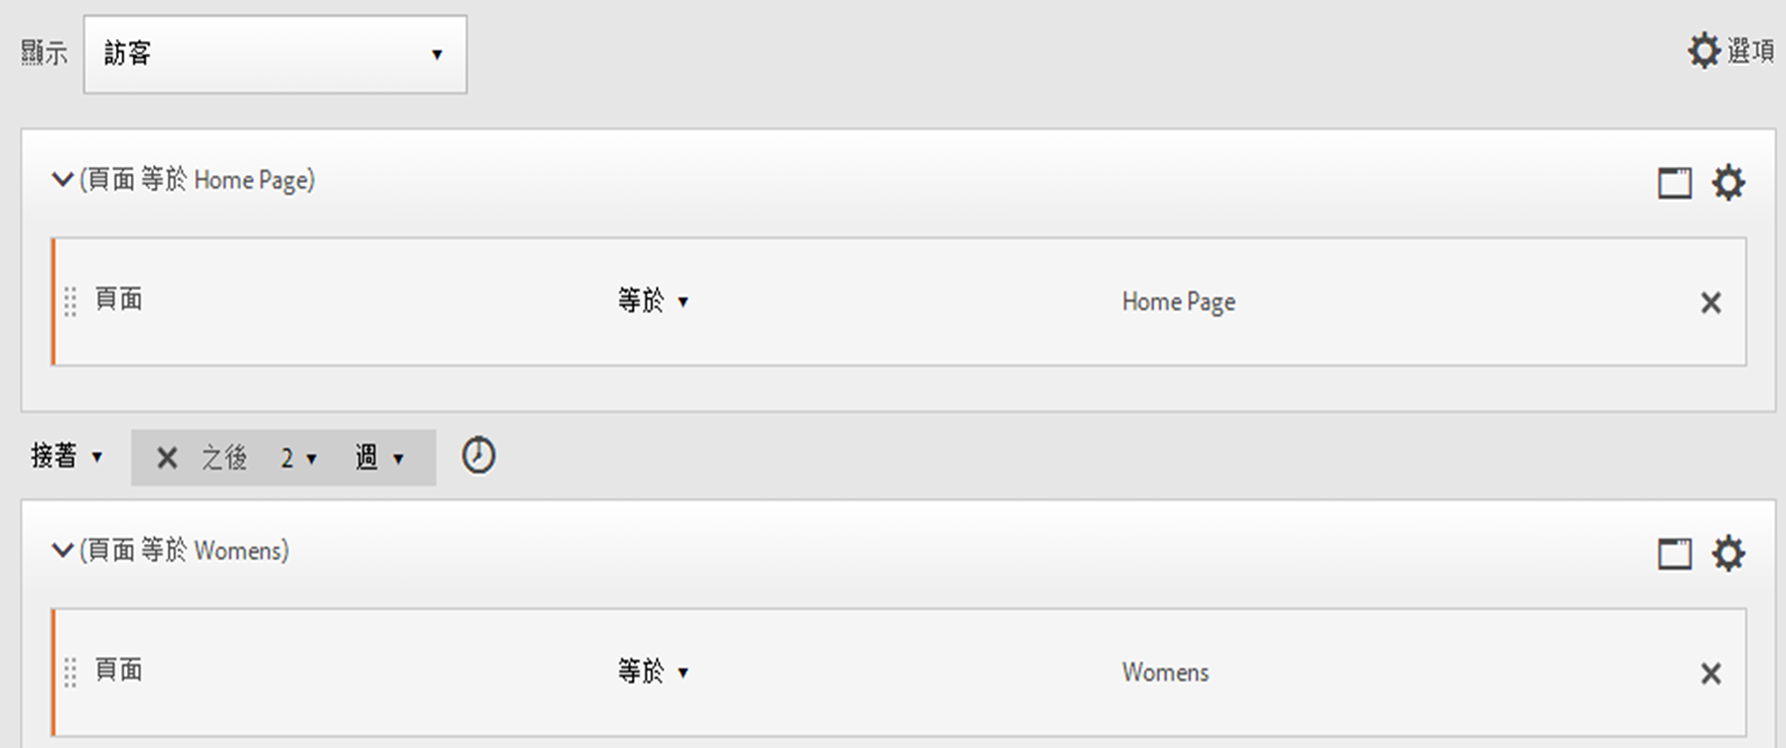 顯示 訪客 選項
(頁面 等於 Home Page)
頁面 等於 Home Page
接著 之後 2 週
(頁面 等於 Womens)
頁面 等於 Womens